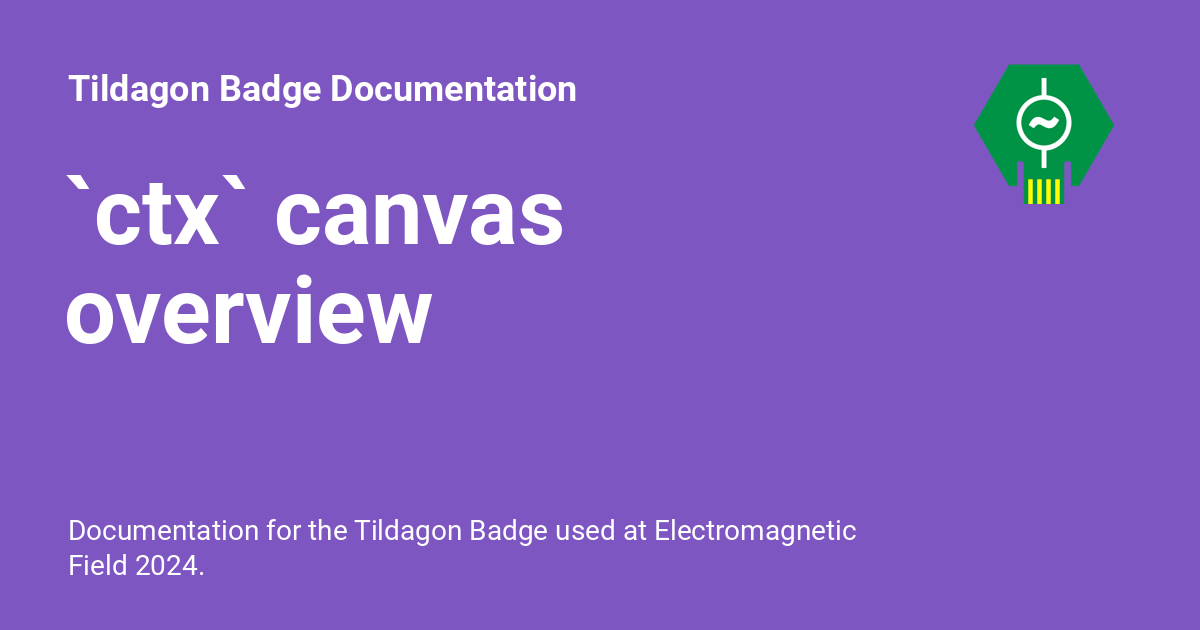 Tildagon Badge Documentation
`ctx` canvas
overview
Documentation for the Tildagon Badge used at Electromagnetic
Field 2024.